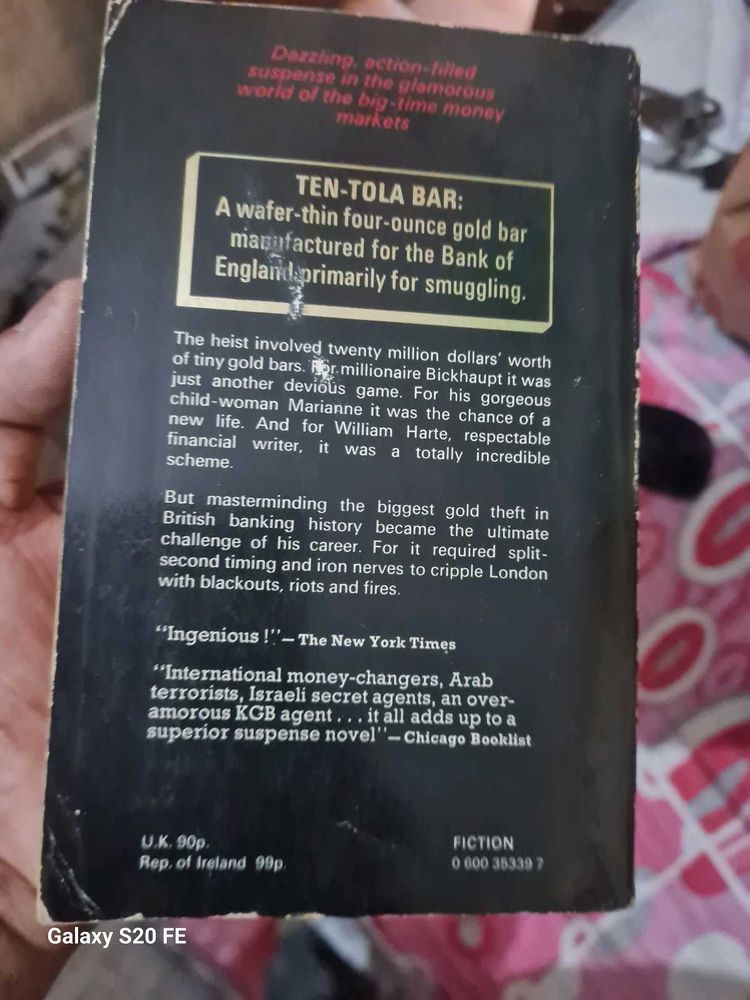 Dazzling, action-filled
suspense in the glamorous
world of the big-time money
markets
TEN-TOLA BAR:
A wafer-thin four-ounce gold bar
manufactured for the Bank of
England primarily for smuggling.
The heist involved twenty million dollars' worth
of tiny gold bars. For millionaire Bickhaupt it was
just another devious game. For his gorgeous
child-woman Marianne it was the chance of a
new life. And for William Harte, respectable
financial writer, it was a totally incredible
scheme.
But masterminding the biggest gold theft in
British banking history became the ultimate
challenge of his career. For it required split-
second timing and iron nerves to cripple London
with blackouts, riots and fires.
"Ingenious!"—The New York Times
"International money-changers, Arab
terrorists, Israeli secret agents, an over-
amorous KGB agent . . . it all adds up to a
superior suspense novel"—Chicago Booklist
U.K. 90p.
Rep. of Ireland 99p.
FICTION
0 600 35339 7
Galaxy S20 FE